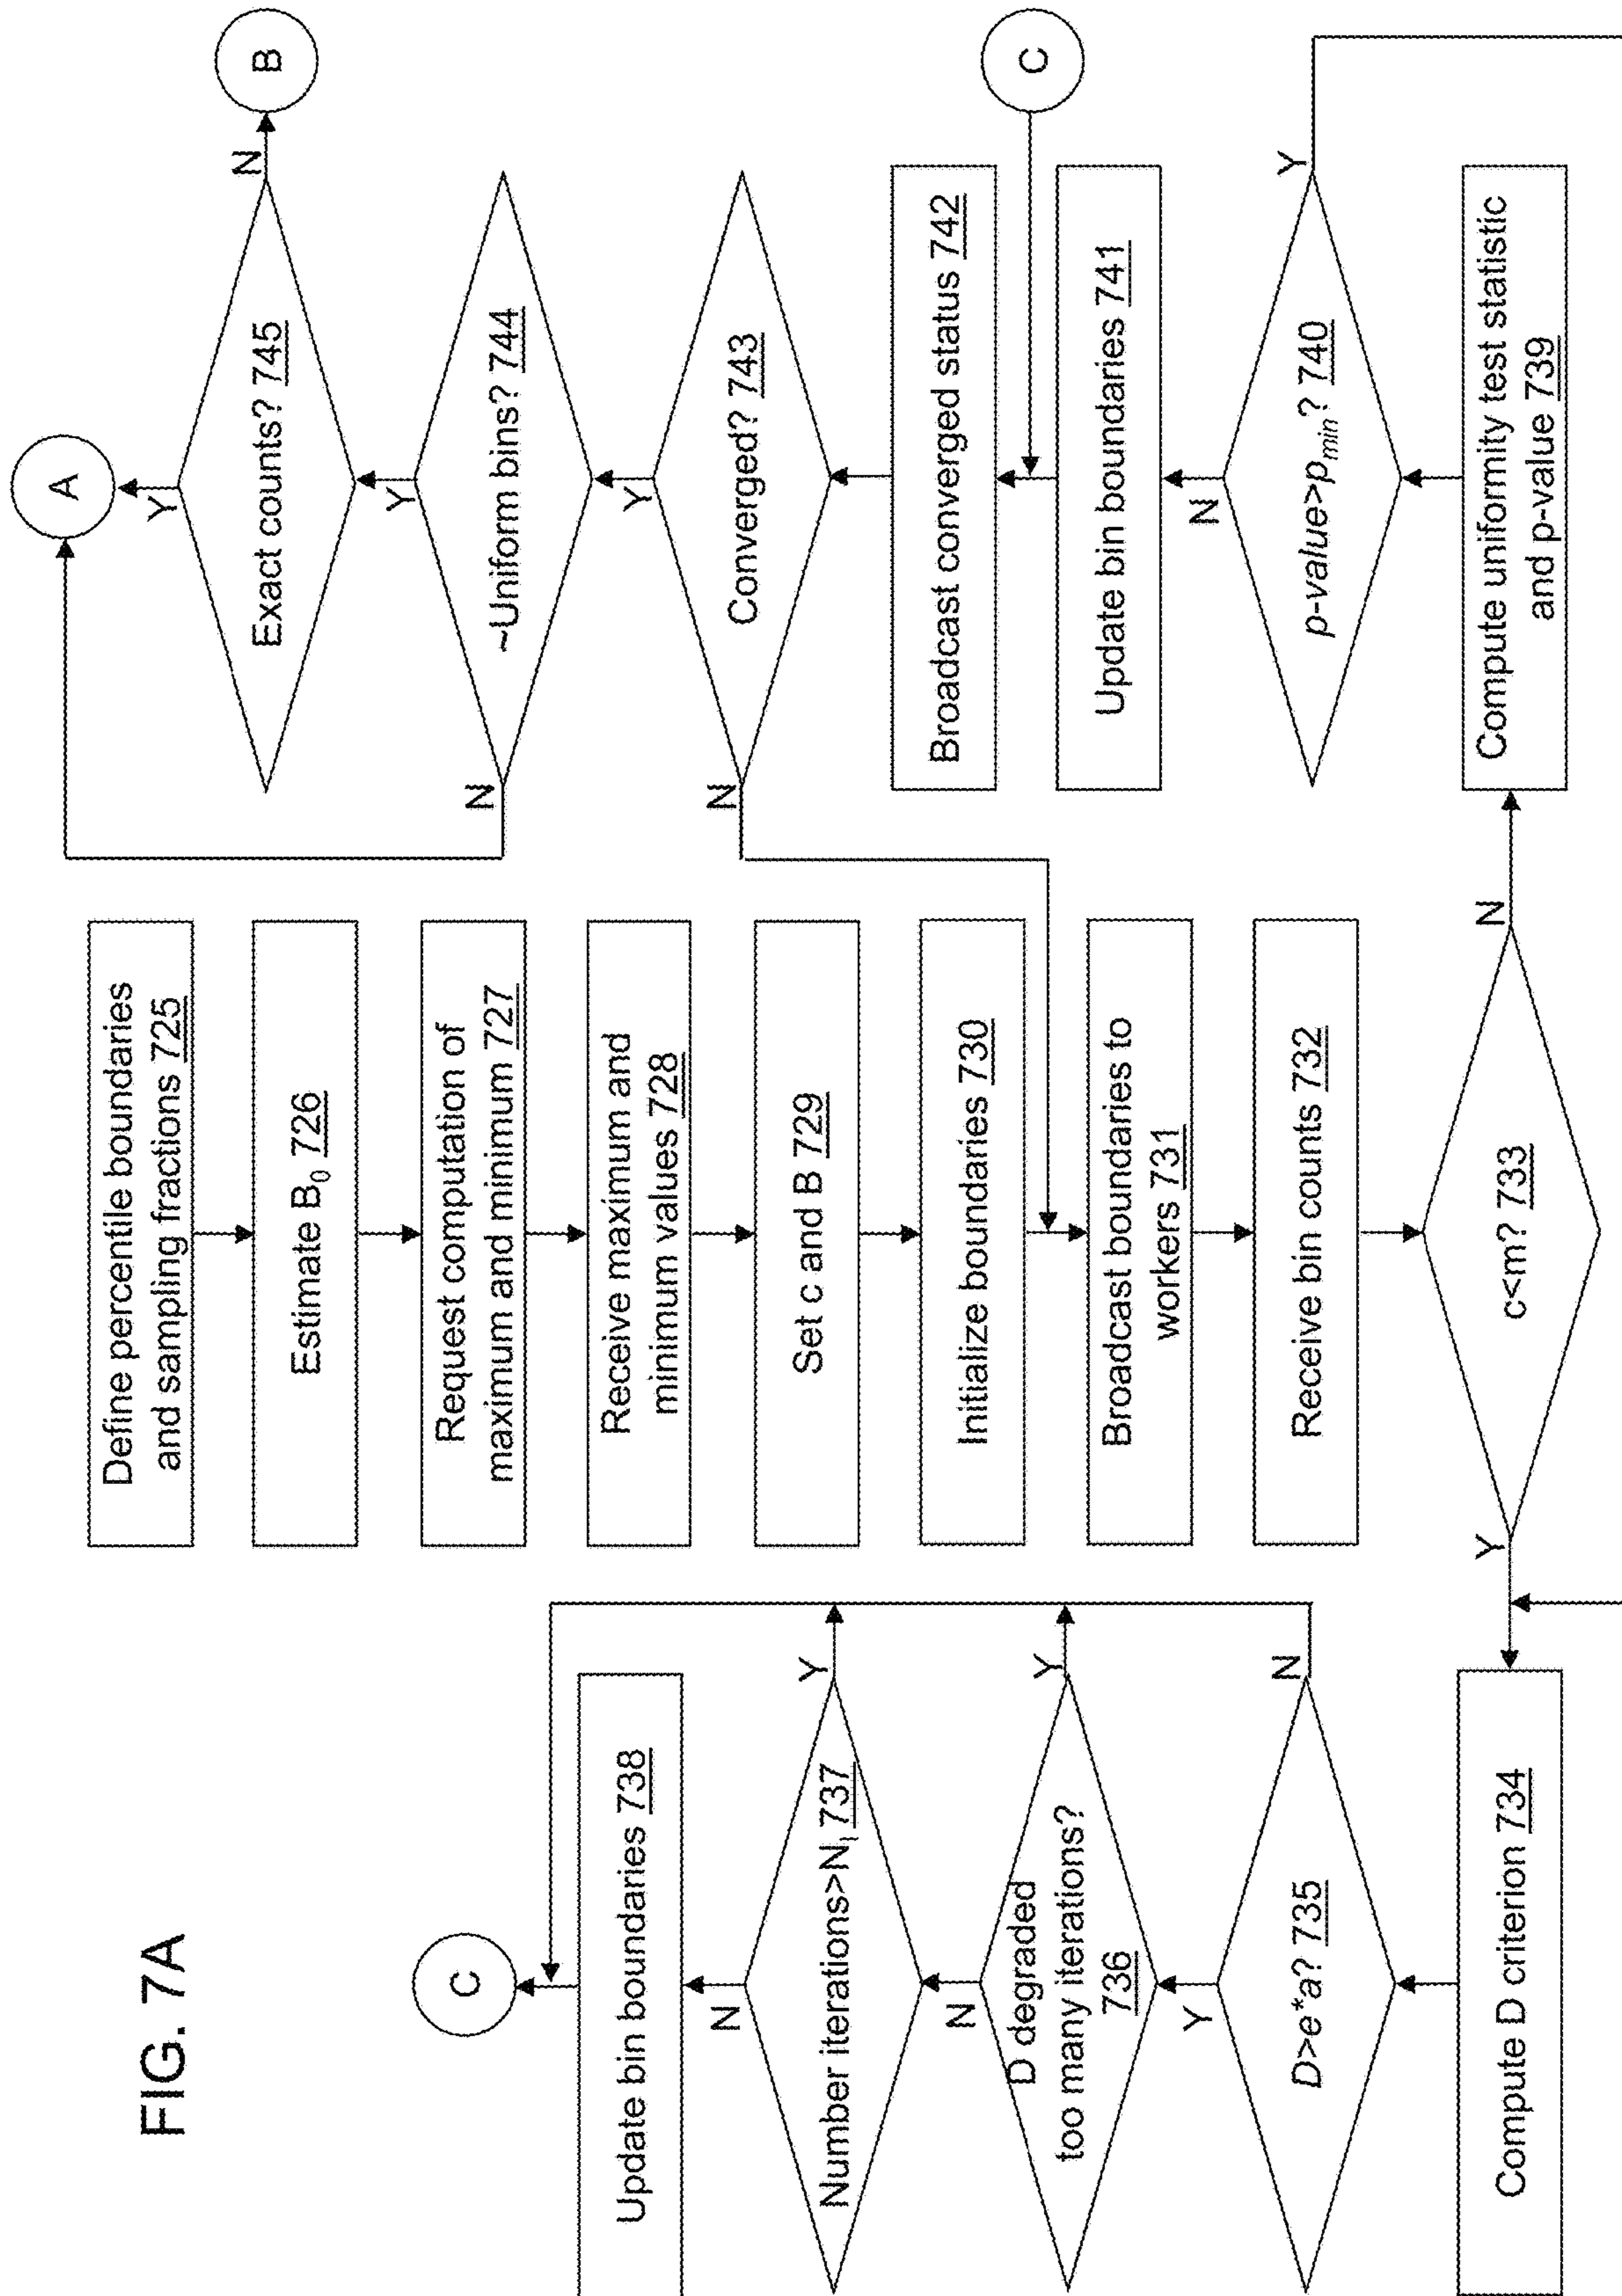 FIG. 7A
Define percentile boundaries
and sampling fractions 725
Estimate B0 726
Request computation of
maximum and minimum 727
Receive maximum and
minimum values 728
Set c and B 729
Initialize boundaries 730
Broadcast boundaries to
workers 731
Receive bin counts 732
c<m? 733
Y
N
Compute D criterion 734
D>e*a? 735
Y
N
D degraded
too many iterations?
736
N
Y
Number iterations>Ni 737
N
Y
Update bin boundaries 738
C
Compute uniformity test statistic
and p-value 739
p-value>pmin? 740
N
Y
Update bin boundaries 741
C
Broadcast converged status 742
Converged? 743
N
Y
~Uniform bins? 744
N
Y
Exact counts? 745
Y
N
A
B